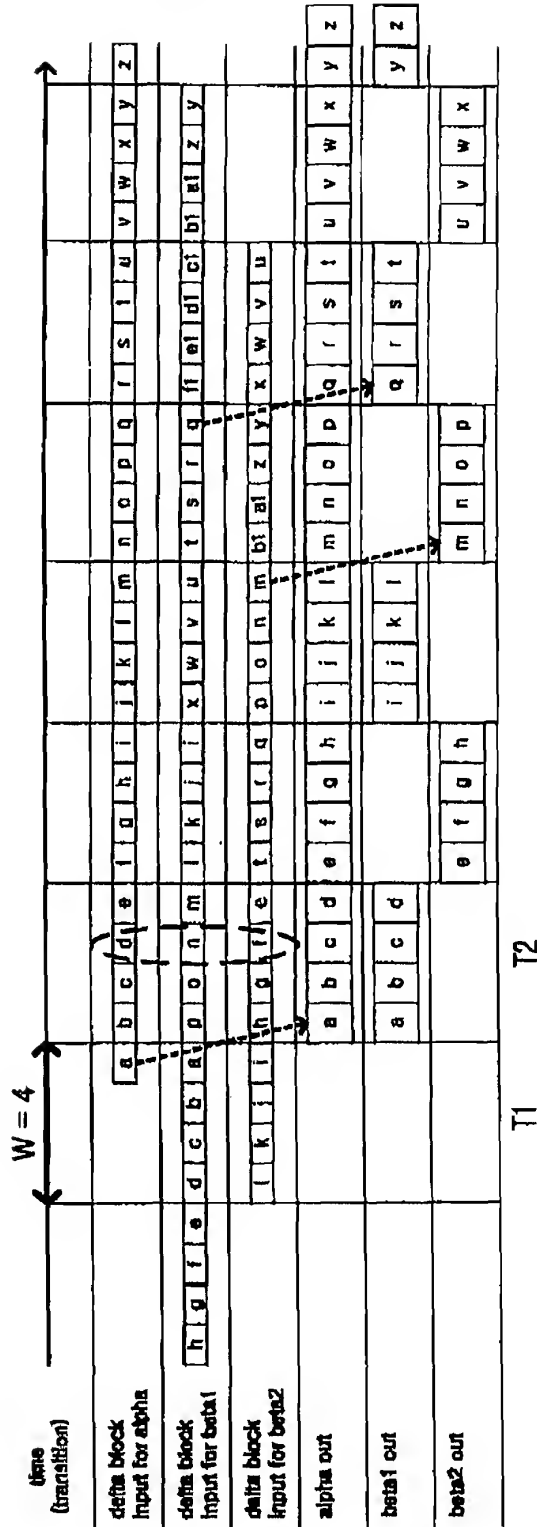 W = 4
time
(transition)
delta block
input for alpha
a b c d e f g h i j k l m n o p q r s t u v w x y z
delta block
input for beta1
h g f e d c b a p o n m l k j i x w v u t s r q f1 e1 d1 c1 b1 a1 z y
delta block
input for beta2
l k j i h g f e t s r q p o n m b1 a1 z y x w v u
alpha out
a b c d e f g h i j k l m n o p q r s t u v w x y z
beta1 out
a b c d i j k l q r s t y z
beta2 out
e f g h m n o p u v w x
T1 T2